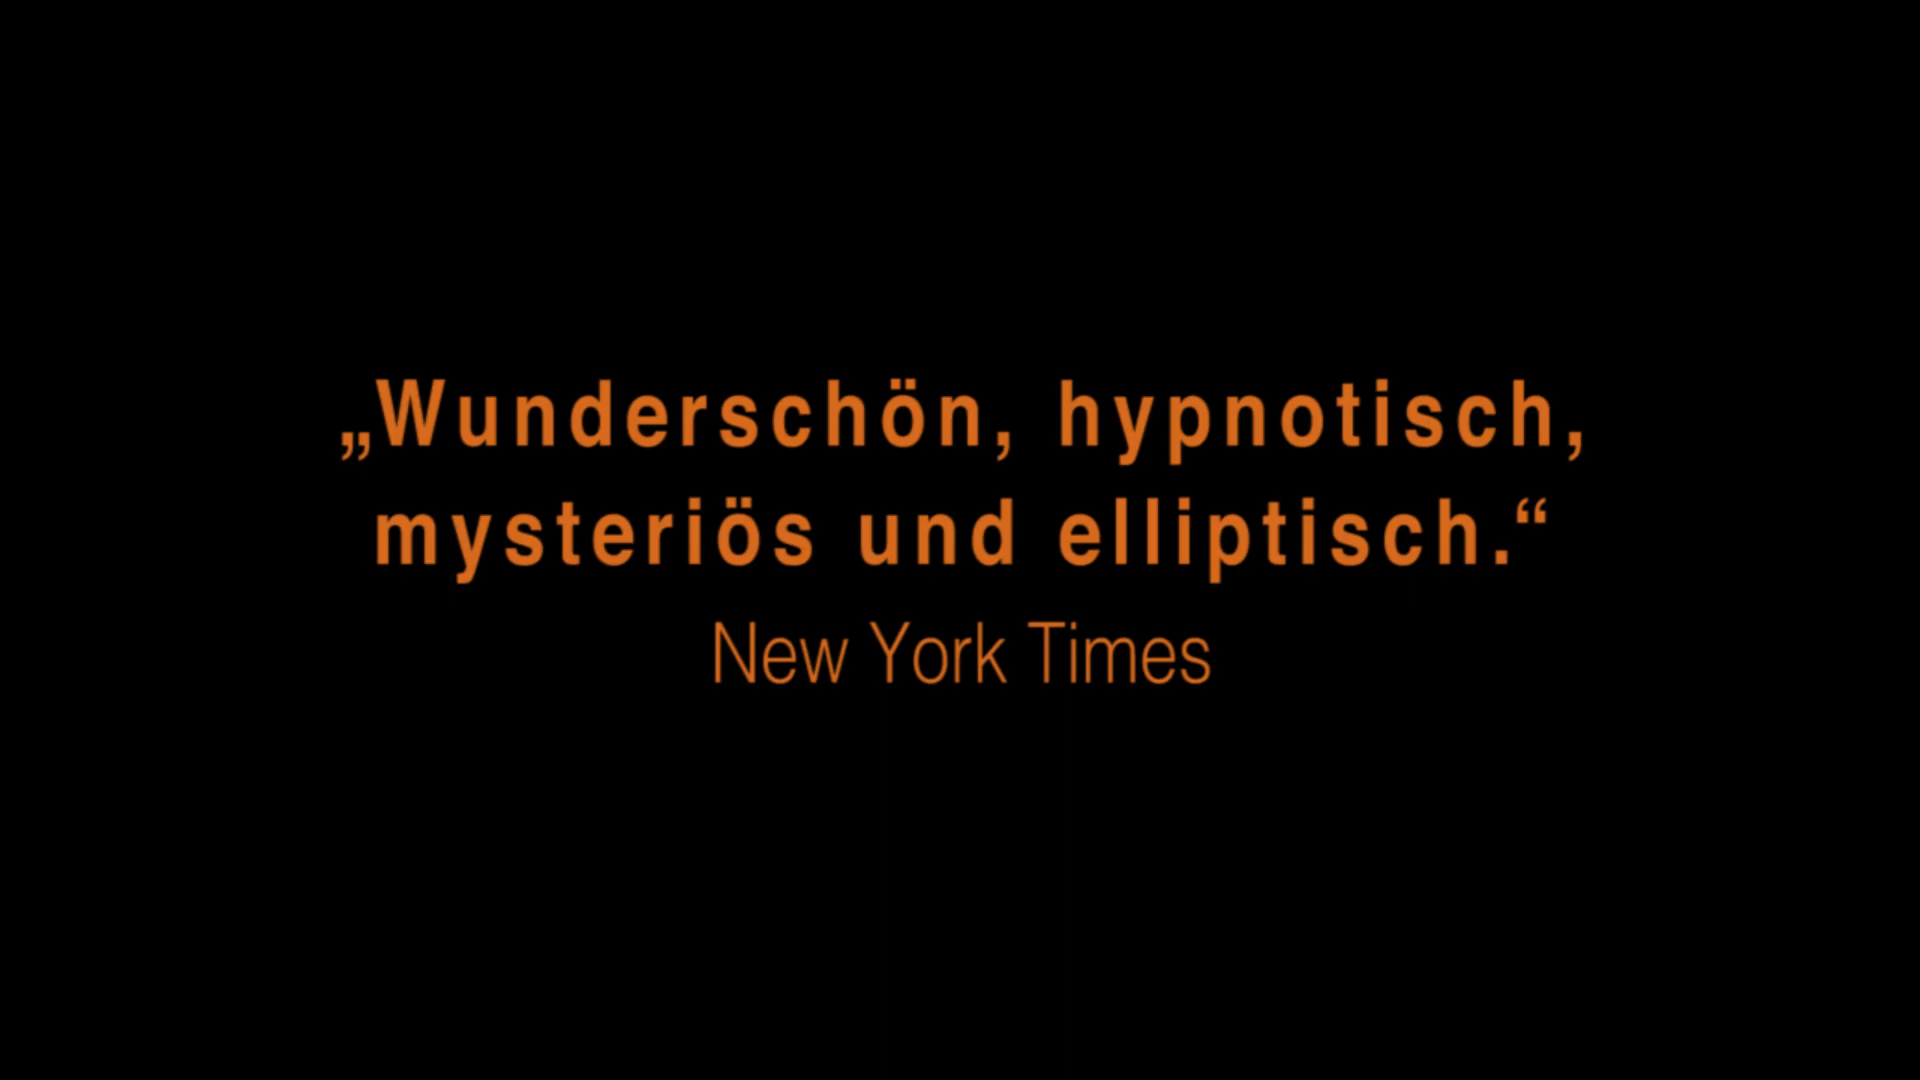 „Wunderschön, hypnotisch,
mysteriös und elliptisch.“
New York Times